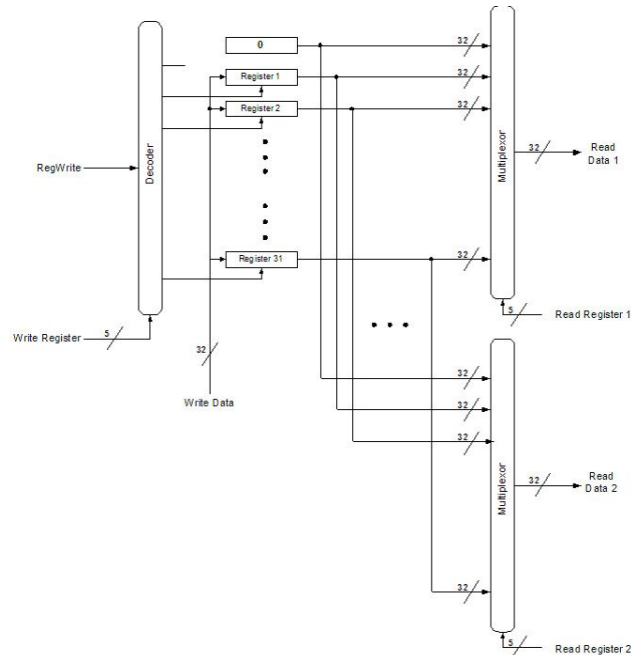 0
Register 1
Register 2
Register 31
Decoder
RegWrite
Write Register
5
32
Write Data
32
32
32
32
Multiplexor
32
Read
Data 1
5
Read Register 1
32
32
32
32
Multiplexor
32
Read
Data 2
5
Read Register 2